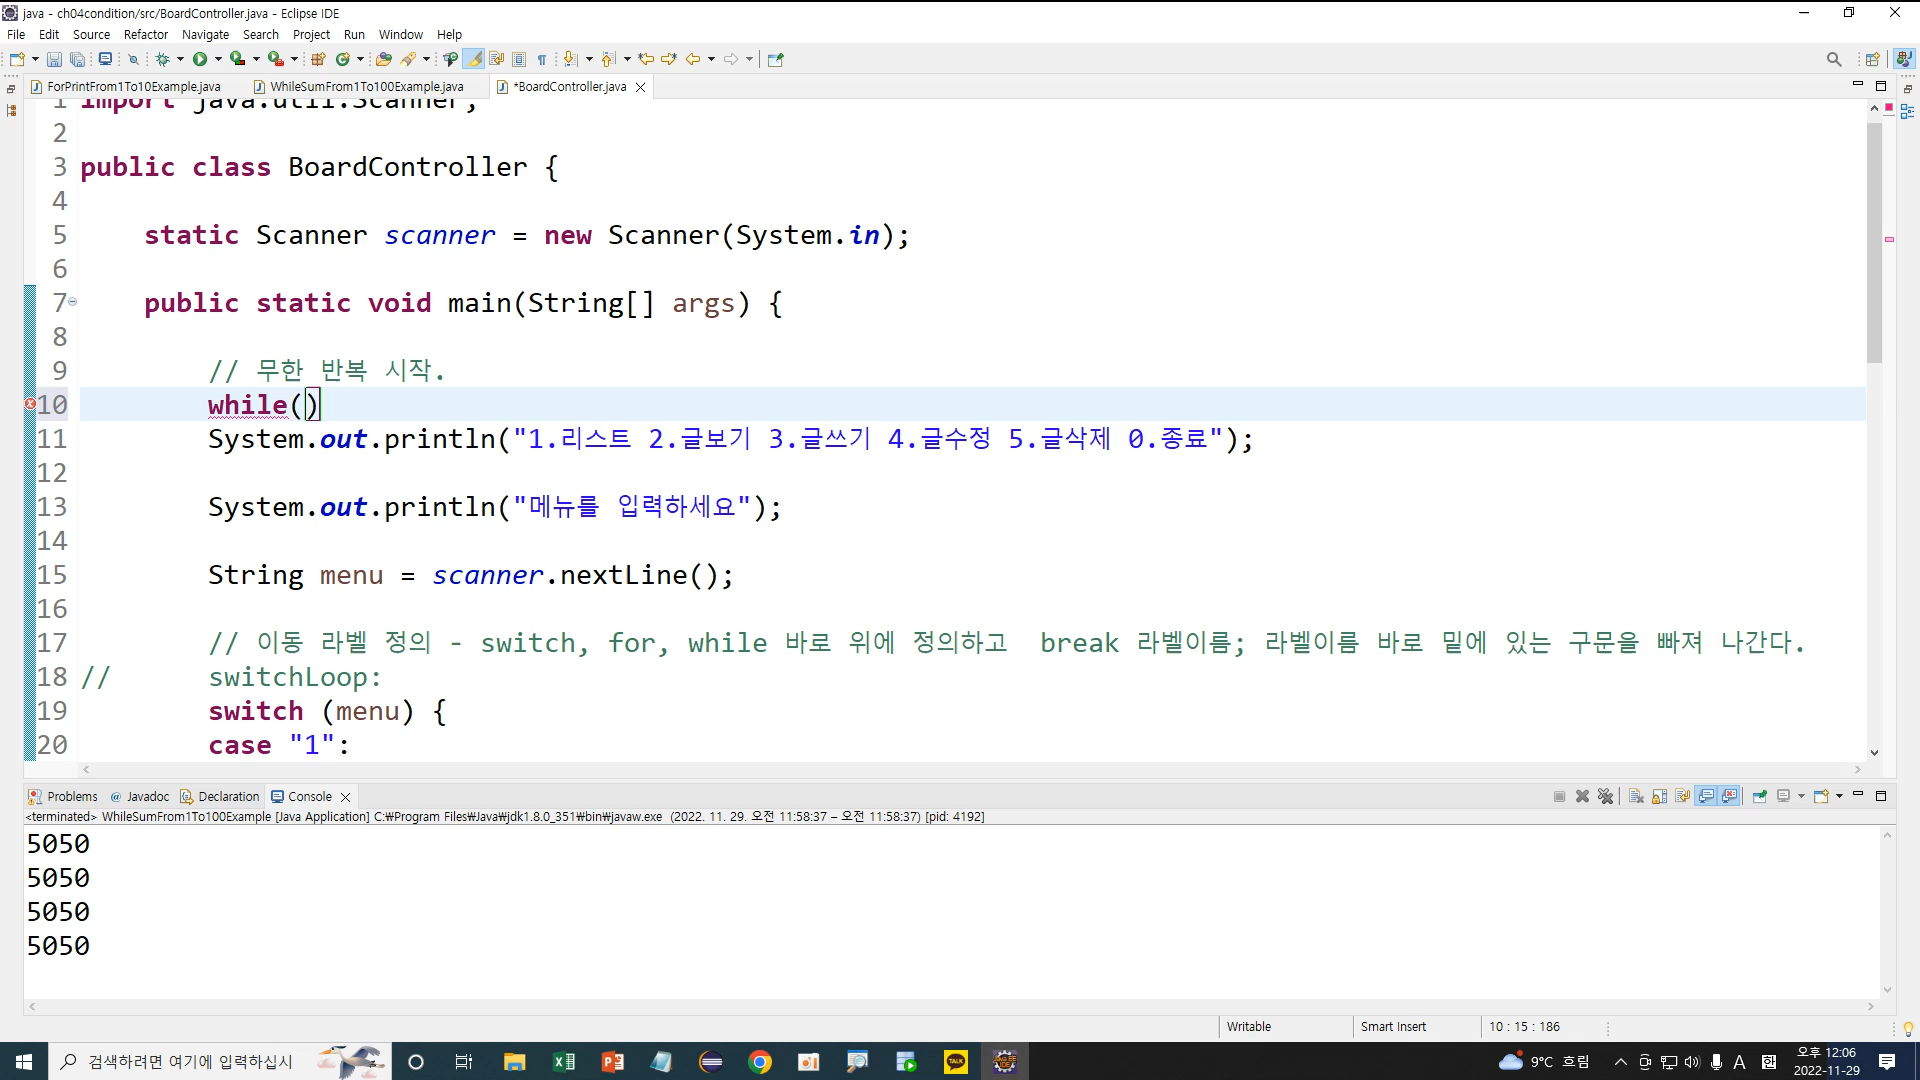 java - ch04condition/src/BoardController.java - Eclipse IDE
File Edit Source Refactor Navigate Search Project Run Window Help
ForPrintFrom1To10Example.java WhileSumFrom1To100Example.java *BoardController.java
1 import java.util.Scanner;
2
3 public class BoardController {
4
5 static Scanner scanner = new Scanner(System.in);
6
7 public static void main(String[] args) {
8
9 // 무한 반복 시작.
10 while()
11 System.out.println("1.리스트 2.글보기 3.글쓰기 4.글수정 5.글삭제 0.종료");
12
13 System.out.println("메뉴를 입력하세요");
14
15 String menu = scanner.nextLine();
16
17 // 이동 라벨 정의 - switch, for, while 바로 위에 정의하고 break 라벨이름; 라벨이름 바로 밑에 있는 구문을 빠져 나간다.
18 // switchLoop:
19 switch (menu) {
20 case "1":
Problems Javadoc Declaration Console
<terminated> WhileSumFrom1To100Example [Java Application] C:₩Program Files₩Java₩jdk1.8.0_351₩bin₩javaw.exe (2022. 11. 29. 오전 11:58:37 – 오전 11:58:37) [pid: 4192]
5050
5050
5050
5050
Writable Smart Insert 10 : 15 : 186
검색하려면 여기에 입력하십시 9°C 흐림 A 오후 12:06
2022-11-29